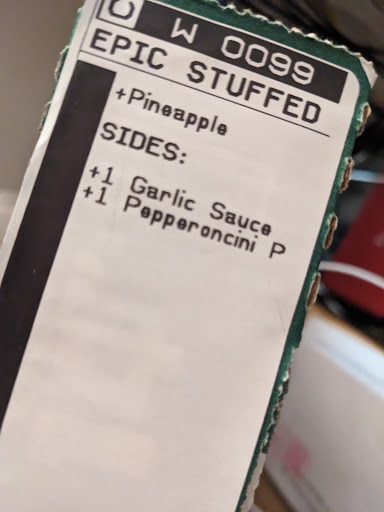 W 0099
EPIC STUFFED
+Pineapple
SIDES:
+1 Garlic Sauce
+1 Pepperoncini P